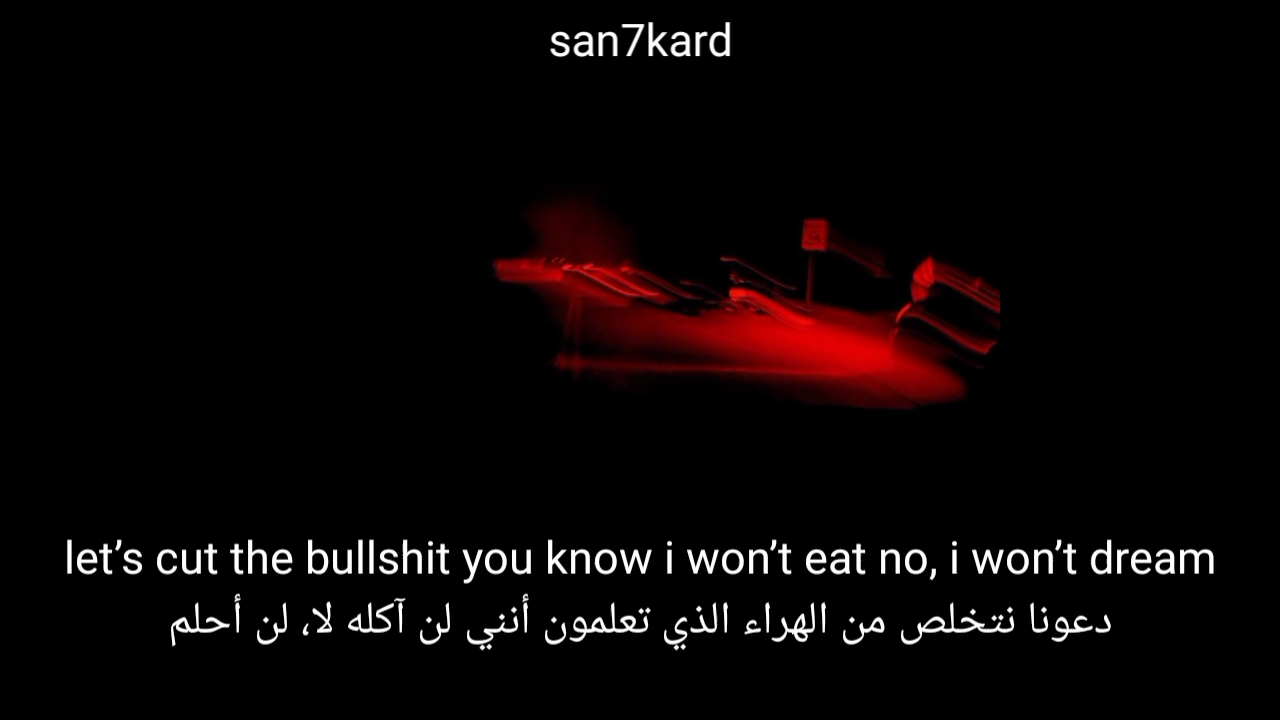 san7kard
let’s cut the bullshit you know i won’t eat no, i won’t dream
دعونا نتخلص من الهراء الذي تعلمون أنني لن آكله لا، لن أحلم